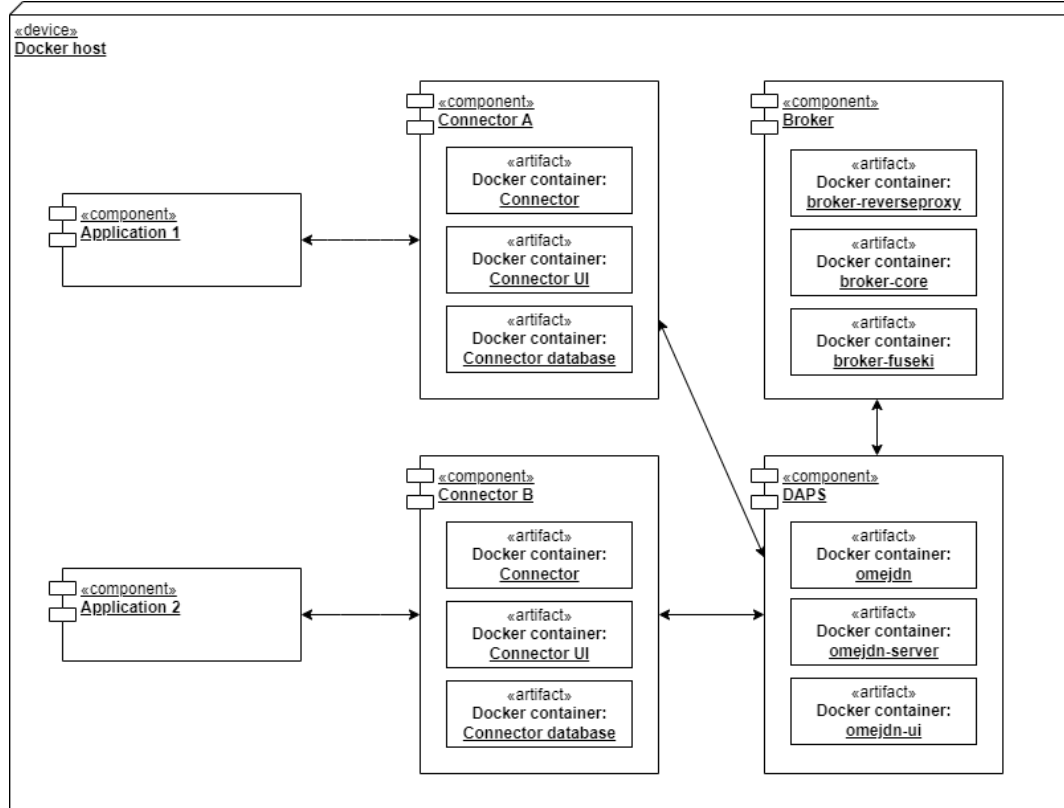 «device»
Docker host
«component»
Connector A
«artifact»
Docker container:
Connector
«artifact»
Docker container:
Connector UI
«artifact»
Docker container:
Connector database
«component»
Broker
«artifact»
Docker container:
broker-reverseproxy
«artifact»
Docker container:
broker-core
«artifact»
Docker container:
broker-fuseki
«component»
Application 1
«component»
Connector B
«artifact»
Docker container:
Connector
«artifact»
Docker container:
Connector UI
«artifact»
Docker container:
Connector database
«component»
DAPS
«artifact»
Docker container:
omejdn
«artifact»
Docker container:
omejdn-server
«artifact»
Docker container:
omejdn-ui
«component»
Application 2